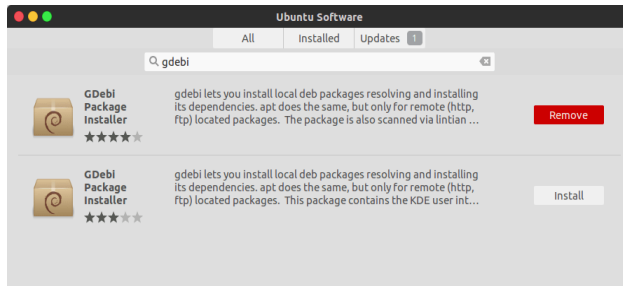 Ubuntu Software
All Installed Updates 1
gdebi
GDebi
Package
Installer
gdebi lets you install local deb packages resolving and installing
its dependencies. apt does the same, but only for remote (http,
ftp) located packages. The package is also scanned via lintian ...
Remove
GDebi
Package
Installer
gdebi lets you install local deb packages resolving and installing
its dependencies. apt does the same, but only for remote (http,
ftp) located packages. This package contains the KDE user int...
Install